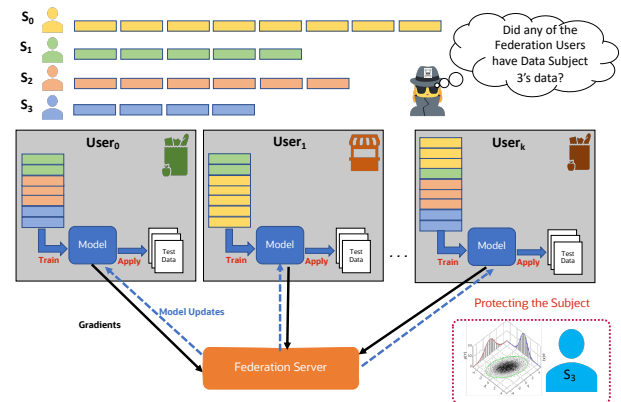 S0
S1
S2
S3
Did any of the
Federation Users
have Data Subject
3's data?
User0
User1
Userk
Model
Train
Apply
Test
Data
Model
Train
Apply
Test
Data
. . .
Model
Train
Apply
Test
Data
Gradients
Model Updates
Federation Server
Protecting the Subject
S3